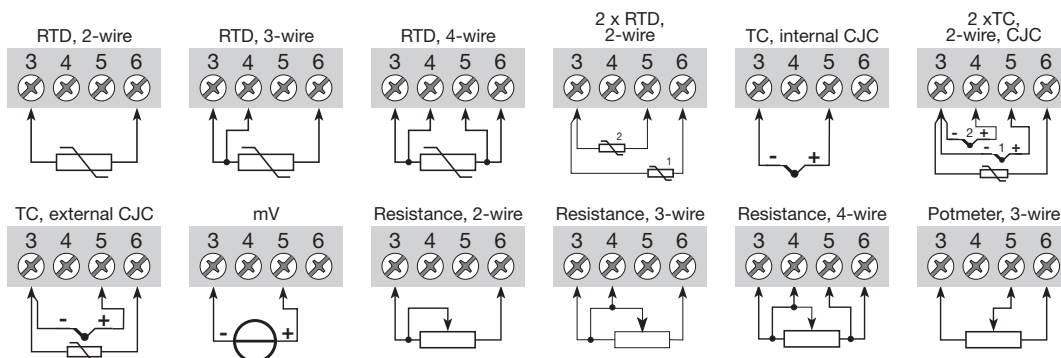 RTD, 2-wire
3 4 5 6
RTD, 3-wire
3 4 5 6
RTD, 4-wire
3 4 5 6
2 x RTD,
2-wire
3 4 5 6
2
1
TC, internal CJC
3 4 5 6
- +
2 xTC,
2-wire, CJC
3 4 5 6
- 2 +
- 1 +
TC, external CJC
3 4 5 6
- +
mV
3 4 5 6
- +
Resistance, 2-wire
3 4 5 6
Resistance, 3-wire
3 4 5 6
Resistance, 4-wire
3 4 5 6
Potmeter, 3-wire
3 4 5 6